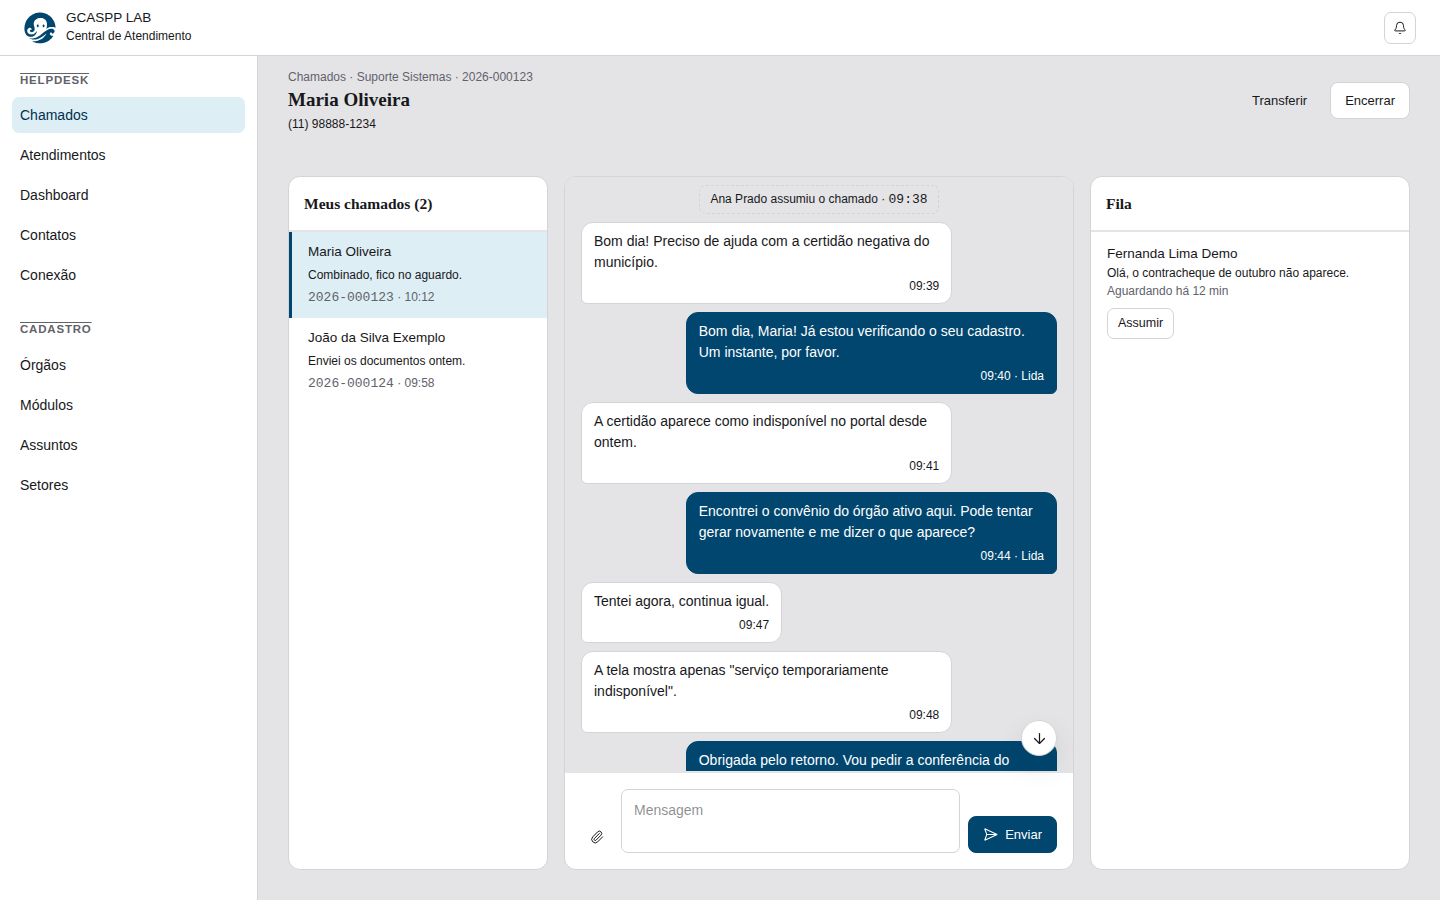 GCASPP LAB
Central de Atendimento
HELPDESK
Chamados
Atendimentos
Dashboard
Contatos
Conexão
CADASTRO
Órgãos
Módulos
Assuntos
Setores
Chamados · Suporte Sistemas · 2026-000123
Maria Oliveira
(11) 98888-1234
Transferir
Encerrar
Meus chamados (2)
Maria Oliveira
Combinado, fico no aguardo.
2026-000123 · 10:12
João da Silva Exemplo
Enviei os documentos ontem.
2026-000124 · 09:58
Ana Prado assumiu o chamado · 09:38
Bom dia! Preciso de ajuda com a certidão negativa do
município.
09:39
Bom dia, Maria! Já estou verificando o seu cadastro.
Um instante, por favor.
09:40 · Lida
A certidão aparece como indisponível no portal desde
ontem.
09:41
Encontrei o convênio do órgão ativo aqui. Pode tentar
gerar novamente e me dizer o que aparece?
09:44 · Lida
Tentei agora, continua igual.
09:47
A tela mostra apenas "serviço temporariamente
indisponível".
09:48
Obrigada pelo retorno. Vou pedir a conferência do
Mensagem
Enviar
Fila
Fernanda Lima Demo
Olá, o contracheque de outubro não aparece.
Aguardando há 12 min
Assumir